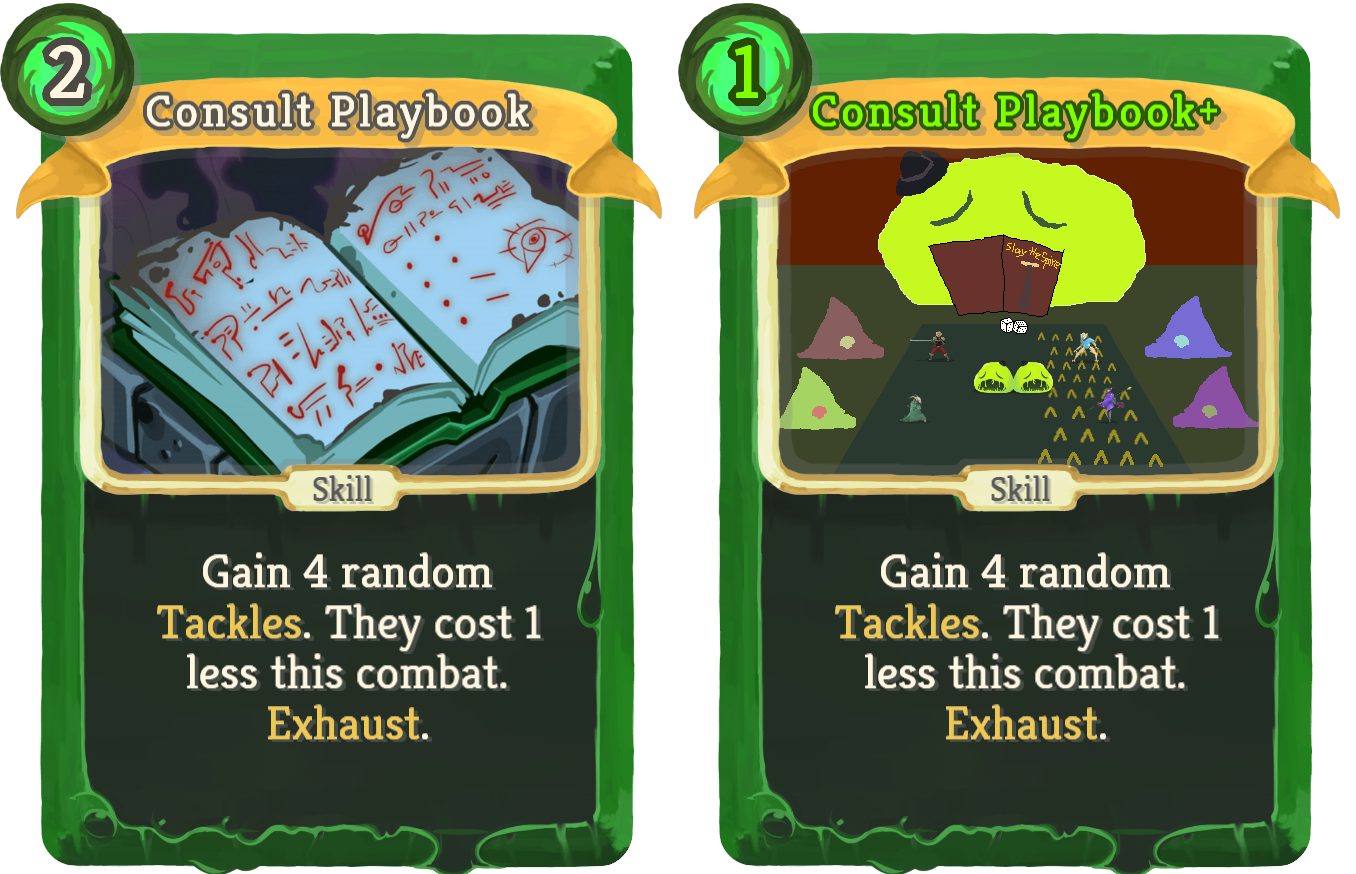 2
Consult Playbook
Skill
Gain 4 random
Tackles. They cost 1
less this combat.
Exhaust.
1
Consult Playbook+
Slay the Spire
Skill
Gain 4 random
Tackles. They cost 1
less this combat.
Exhaust.